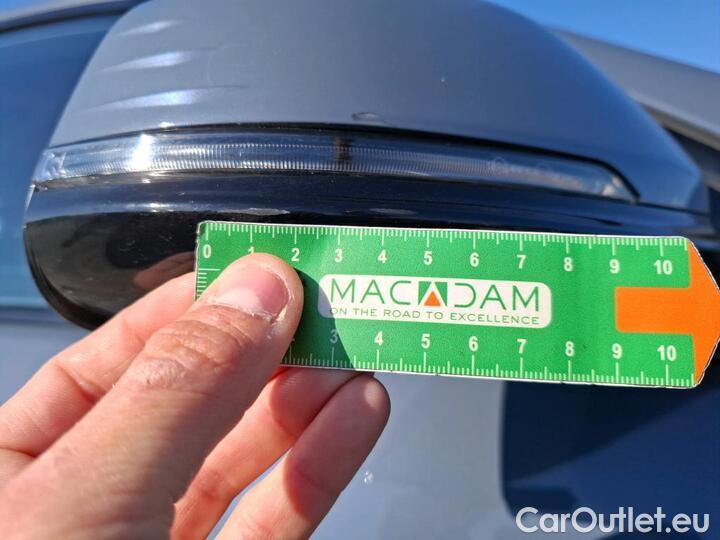 0 1 2 3 4 5 6 7 8 9 10
0
MACADAM
ON THE ROAD TO EXCELLENCE
3 4 5 6 7 8 9 10
CarOutlet.eu